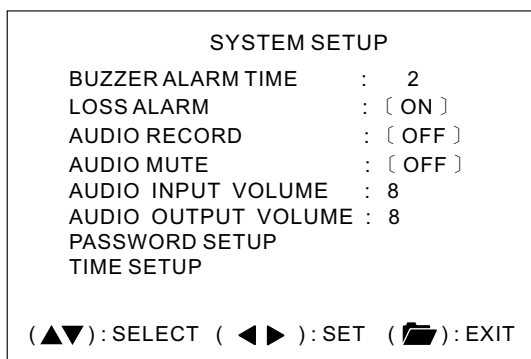 SYSTEM SETUP
BUZZER ALARM TIME : 2
LOSS ALARM : 〔 ON 〕
AUDIO RECORD : 〔 OFF 〕
AUDIO MUTE : 〔 OFF 〕
AUDIO INPUT VOLUME : 8
AUDIO OUTPUT VOLUME : 8
PASSWORD SETUP
TIME SETUP
(▲▼) : SELECT ( ◀ ▶ ) : SET ( ) : EXIT